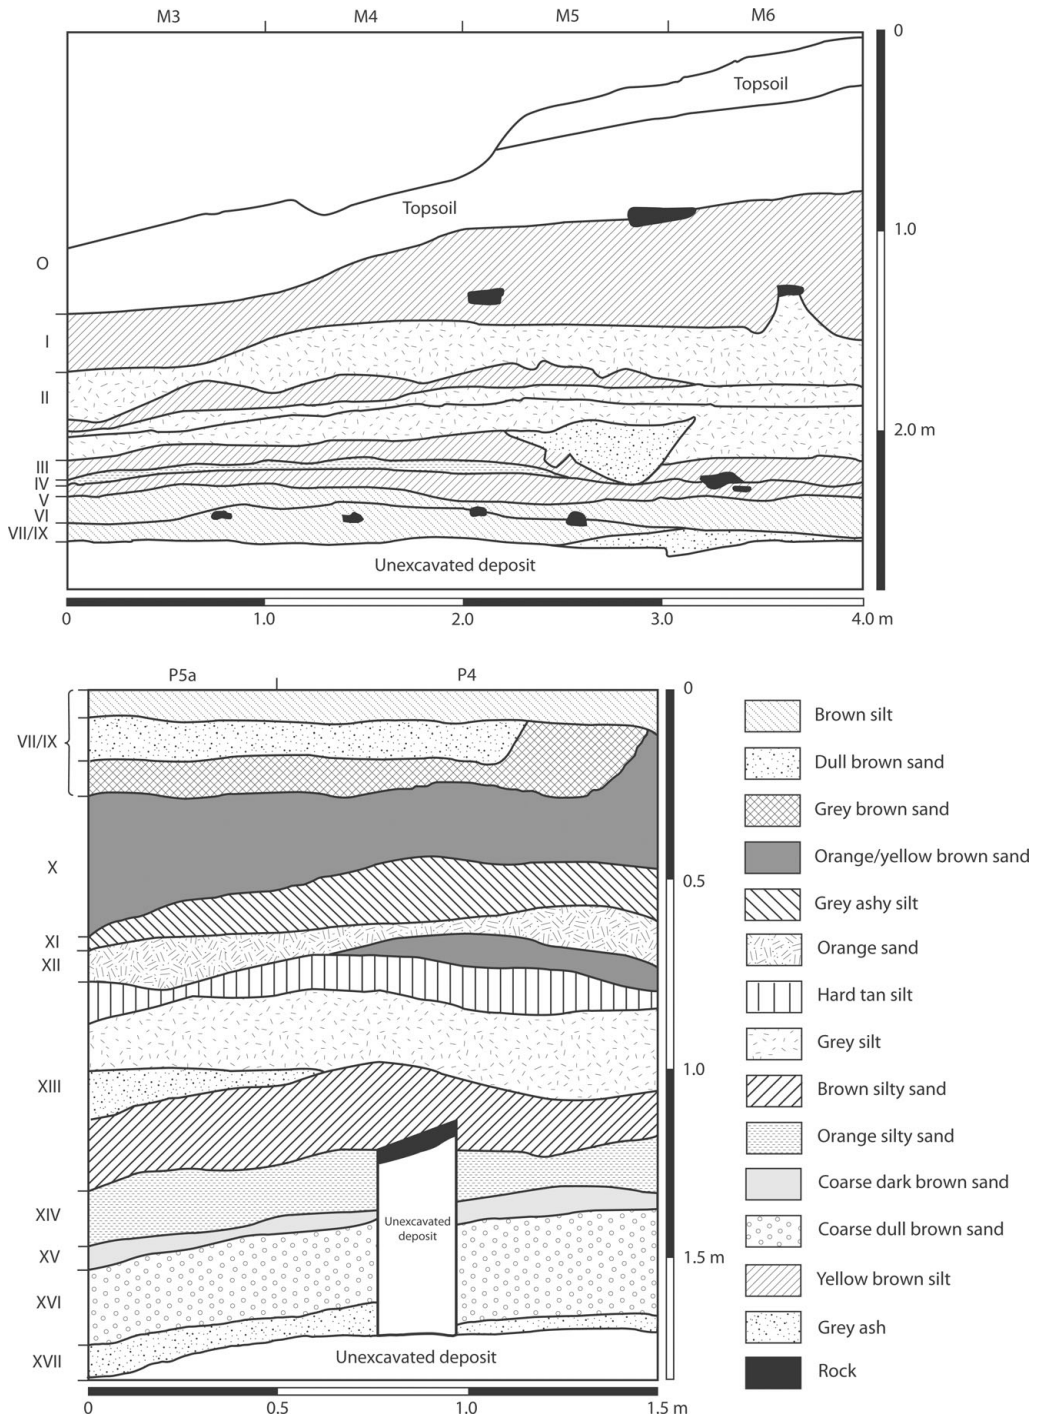 M3 M4 M5 M6
0
Topsoil
Topsoil
1.0
O
I
II
2.0 m
III
IV
V
VI
VII/IX
Unexcavated deposit
0 1.0 2.0 3.0 4.0 m
P5a P4
0
VII/IX
X
0.5
XI
XII
1.0
XIII
XIV
Unexcavated
deposit
XV
1.5 m
XVI
XVII
Unexcavated deposit
0 0.5 1.0 1.5 m
Brown silt
Dull brown sand
Grey brown sand
Orange/yellow brown sand
Grey ashy silt
Orange sand
Hard tan silt
Grey silt
Brown silty sand
Orange silty sand
Coarse dark brown sand
Coarse dull brown sand
Yellow brown silt
Grey ash
Rock